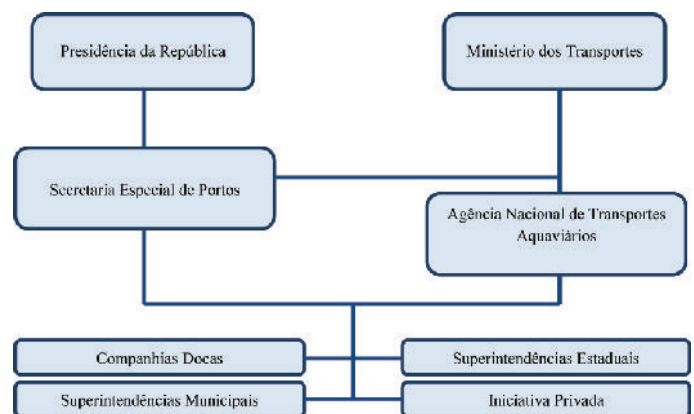 Presidência da República
Ministério dos Transportes
Secretaria Especial de Portos
Agência Nacional de Transportes
Aquaviários
Companhias Docas
Superintendências Estaduais
Superintendências Municipais
Iniciativa Privada